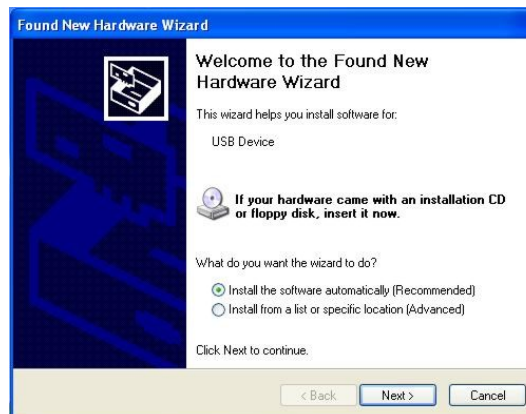 Found New Hardware Wizard
Welcome to the Found New
Hardware Wizard
This wizard helps you install software for:
USB Device
If your hardware came with an installation CD
or floppy disk, insert it now.
What do you want the wizard to do?
Install the software automatically (Recommended)
Install from a list or specific location (Advanced)
Click Next to continue.
< Back Next > Cancel